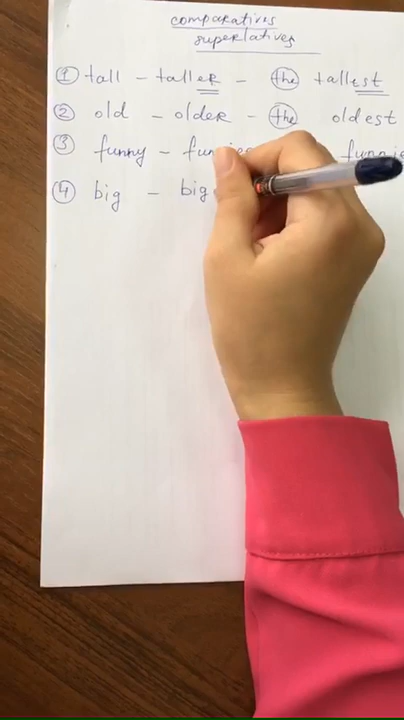 comparatives
superlatives
① tall - taller - the tallest
② old - older - the oldest
③ funny -
④ big - big